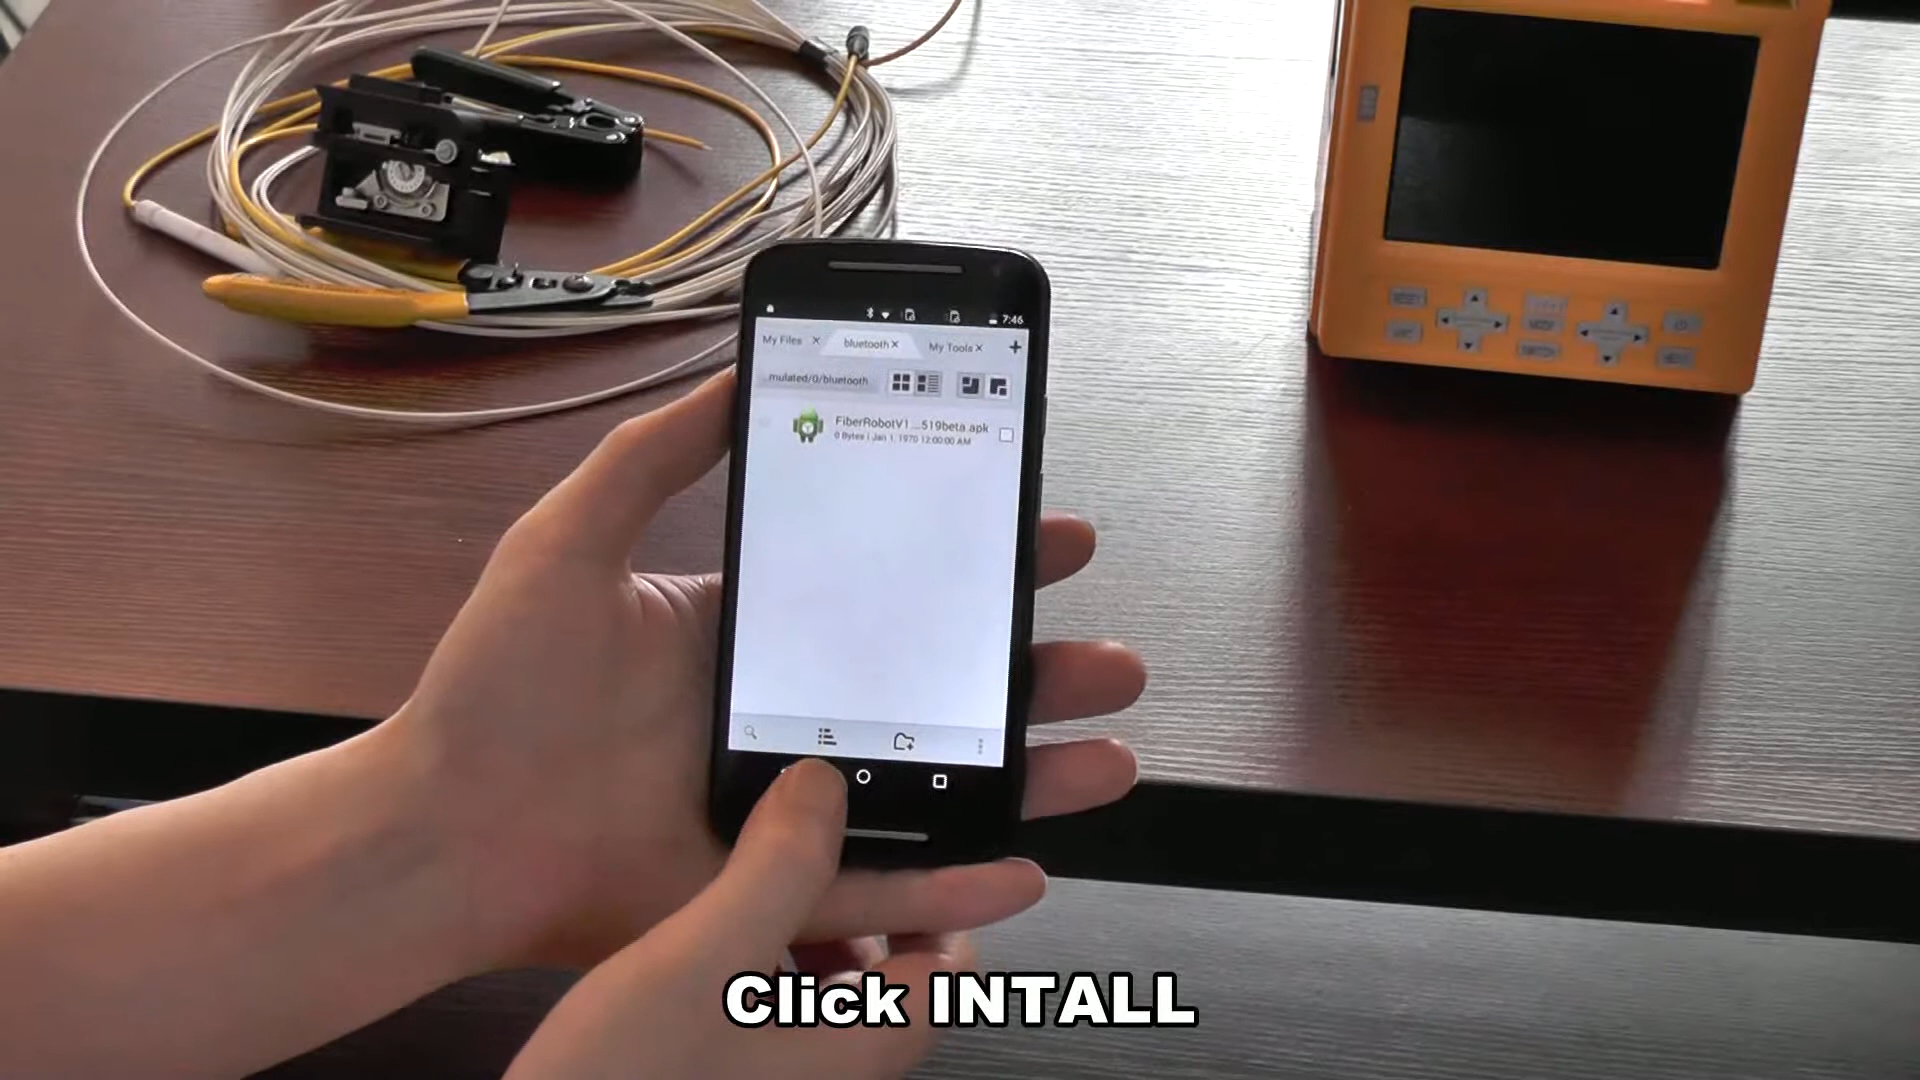 7:46
My Files ✕ bluetooth✕ My Tools✕ +
...mulated/0/bluetooth
FiberRobotV1...519beta.apk
0 Bytes | Jan 1, 1970 12:00:00 AM
RESET
Click INTALL